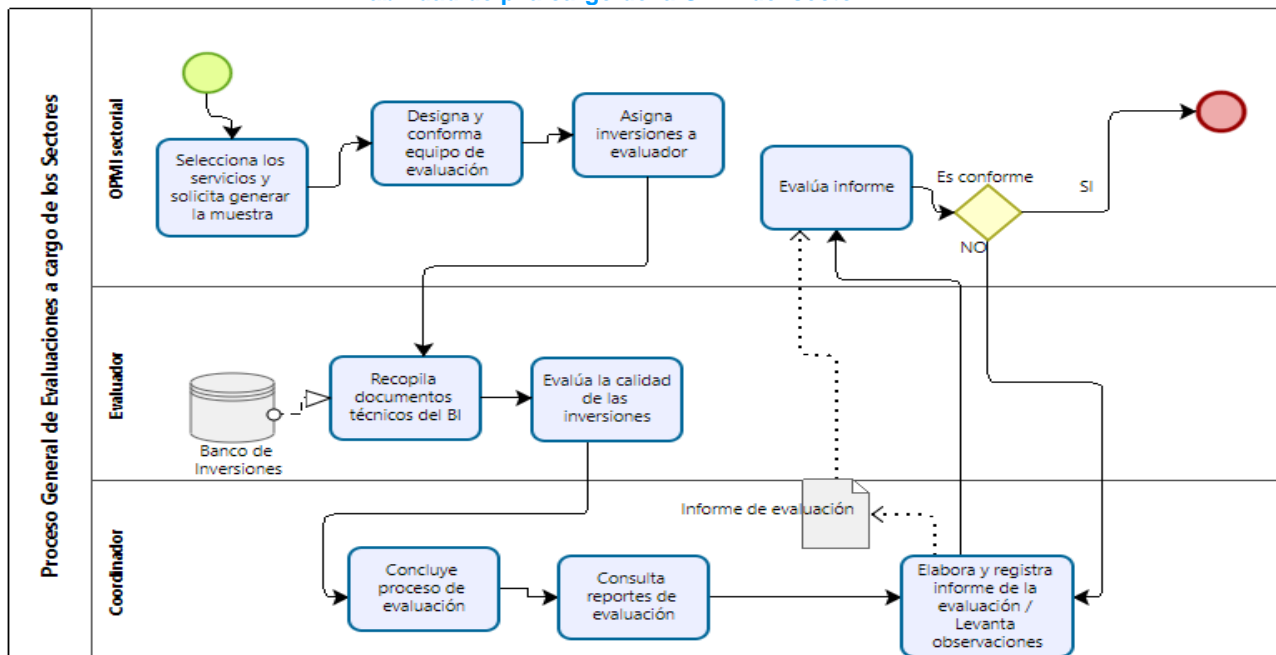 Proceso General de Evaluaciones a cargo de los Sectores
OPMI sectorial
Selecciona los
servicios y
solicita generar
la muestra
Designa y
conforma
equipo de
evaluación
Asigna
inversiones a
evaluador
Evalúa informe
Es conforme
SI
NO
Evaluador
Banco de
Inversiones
Recopila
documentos
técnicos del BI
Evalúa la calidad
de las
inversiones
Coordinador
Informe de evaluación
Concluye
proceso de
evaluación
Consulta
reportes de
evaluación
Elabora y registra
informe de la
evaluación /
Levanta
observaciones